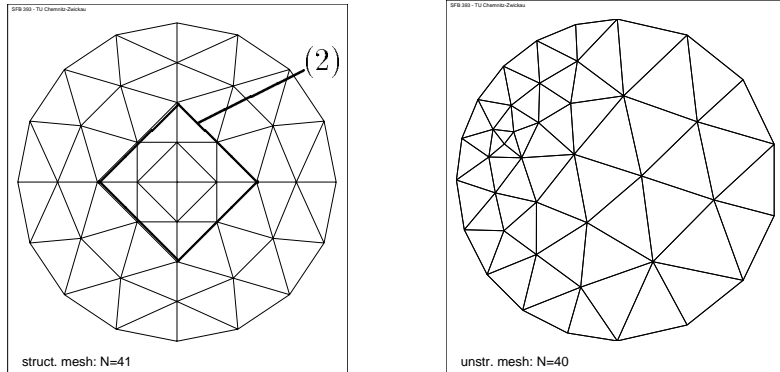 SFB 393 - TU Chemnitz-Zwickau
(2)
struct. mesh: N=41
SFB 393 - TU Chemnitz-Zwickau
unstr. mesh: N=40